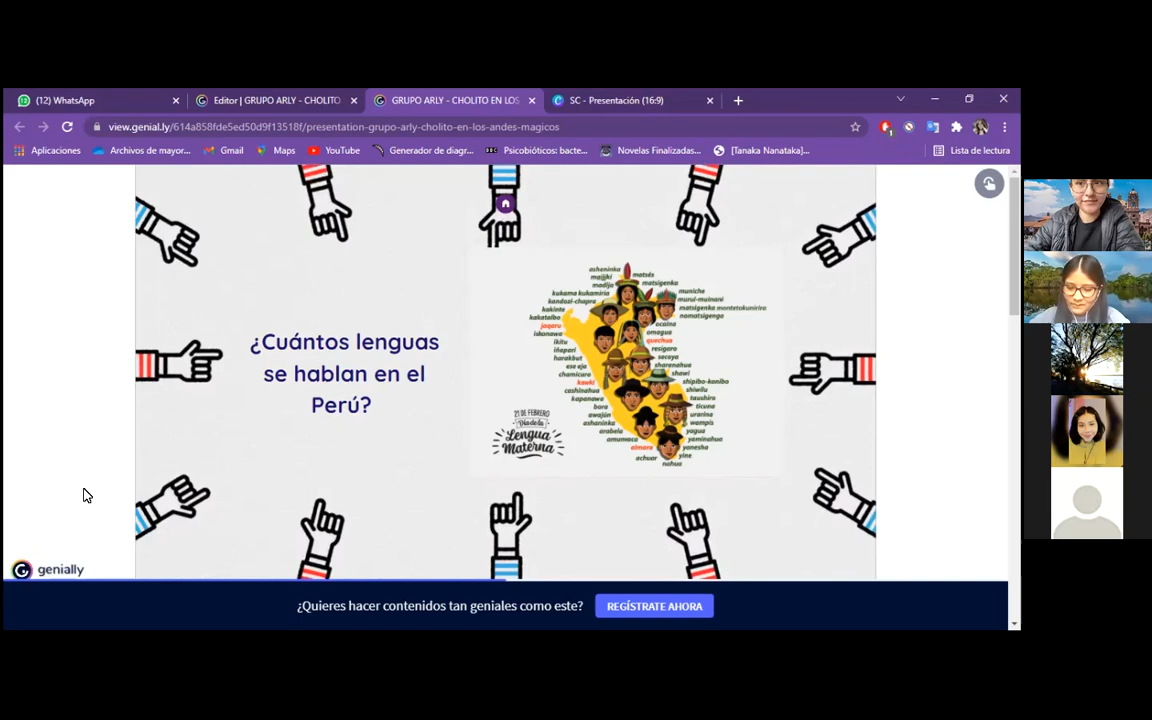 (12) WhatsApp
Editor | GRUPO ARLY - CHOLITO
GRUPO ARLY - CHOLITO EN LOS
SC - Presentación (16:9)
view.genial.ly/614a858fde5ed50d9f13518f/presentation-grupo-arly-cholito-en-los-andes-magicos
Aplicaciones
Archivos de mayor...
Gmail
Maps
YouTube
Generador de diagr...
Psicobióticos: bacte...
Novelas Finalizadas...
[Tanaka Nanataka]...
Lista de lectura
¿Cuántos lenguas
se hablan en el
Perú?
asheninka
madija
kukama kukamiria
kandozi-chapra
kakinte
kakataibo
jaqaru
iskonawa
ikitu
iñapari
harakbut
ese eja
chamicuro
kawki
cashinahua
kapanawa
bora
awajún
ashaninka
arabela
amahuaca
aimara
achuar
matsés
matsigenka
muniche
murui-muinani
matsigenka montetokunirira
nomatsigenga
ocaina
omagua
quechua
resígaro
secoya
sharanahua
shawi
shipibo-konibo
shiwilu
taushiro
ticuna
urarina
wampis
yagua
yaminahua
yanesha
yine
nahua
21 DE FEBRERO
Día de la
Lengua
Materna
genially
¿Quieres hacer contenidos tan geniales como este?
REGÍSTRATE AHORA